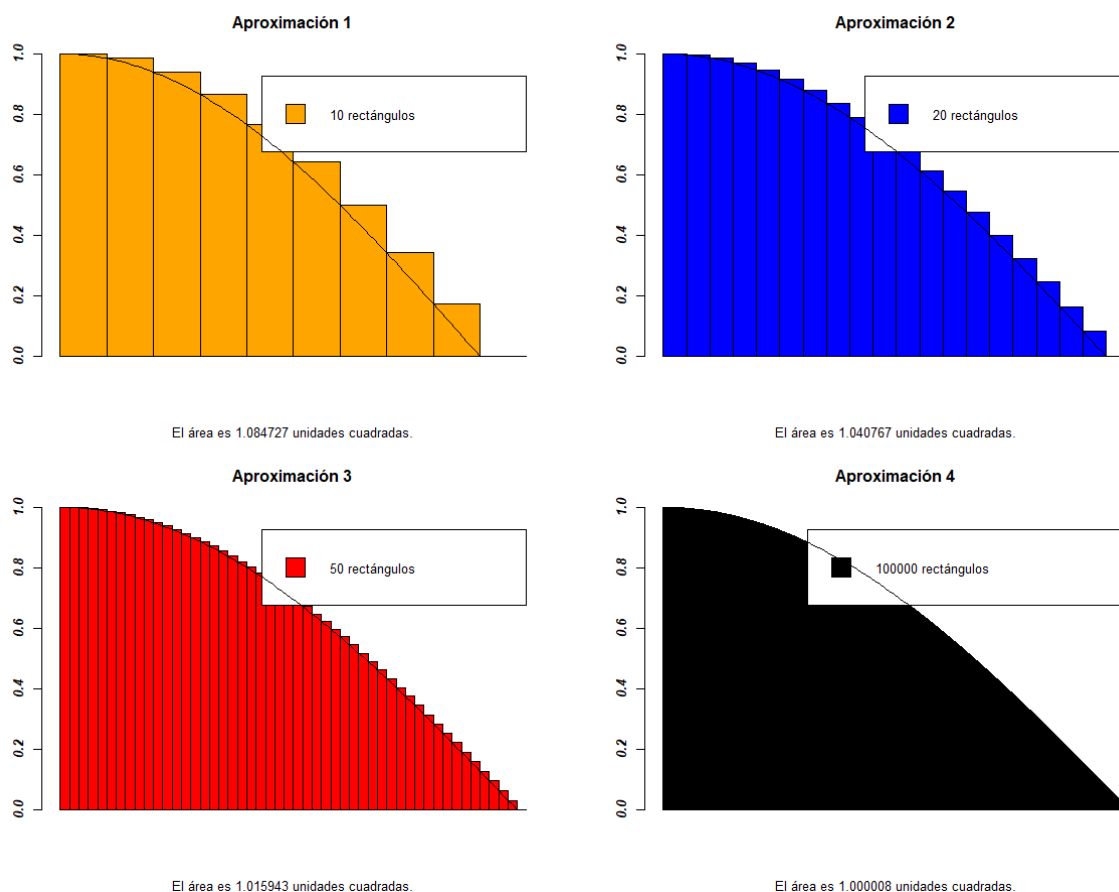 Aproximación 1
1.0
0.8
0.6
0.4
0.2
0.0
10 rectángulos
El área es 1.084727 unidades cuadradas.
Aproximación 2
1.0
0.8
0.6
0.4
0.2
0.0
20 rectángulos
El área es 1.040767 unidades cuadradas.
Aproximación 3
1.0
0.8
0.6
0.4
0.2
0.0
50 rectángulos
El área es 1.015943 unidades cuadradas.
Aproximación 4
1.0
0.8
0.6
0.4
0.2
0.0
100000 rectángulos
El área es 1.000008 unidades cuadradas.